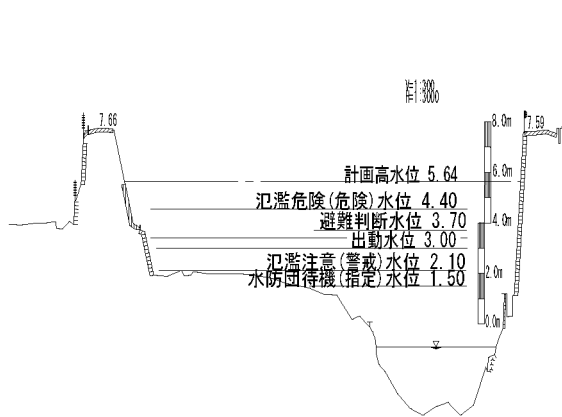 8.0m
7.66
7.59
計画高水位 5.64
6.0m
氾濫危険(危険)水位 4.40
避難判断水位 3.70
4.0m
出動水位 3.00
氾濫注意(警戒)水位 2.10
2.0m
水防団待機(指定)水位 1.50
0.0m